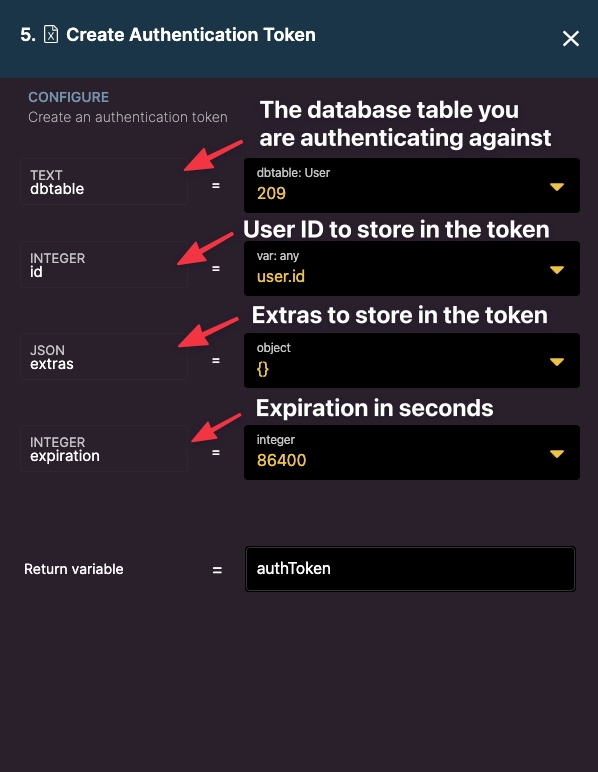 5. Create Authentication Token
CONFIGURE
Create an authentication token
The database table you
are authenticating against
TEXT
dbtable
=
dbtable: User
209
User ID to store in the token
INTEGER
id
=
var: any
user.id
Extras to store in the token
JSON
extras
=
object
{}
Expiration in seconds
INTEGER
expiration
=
integer
86400
Return variable
=
authToken